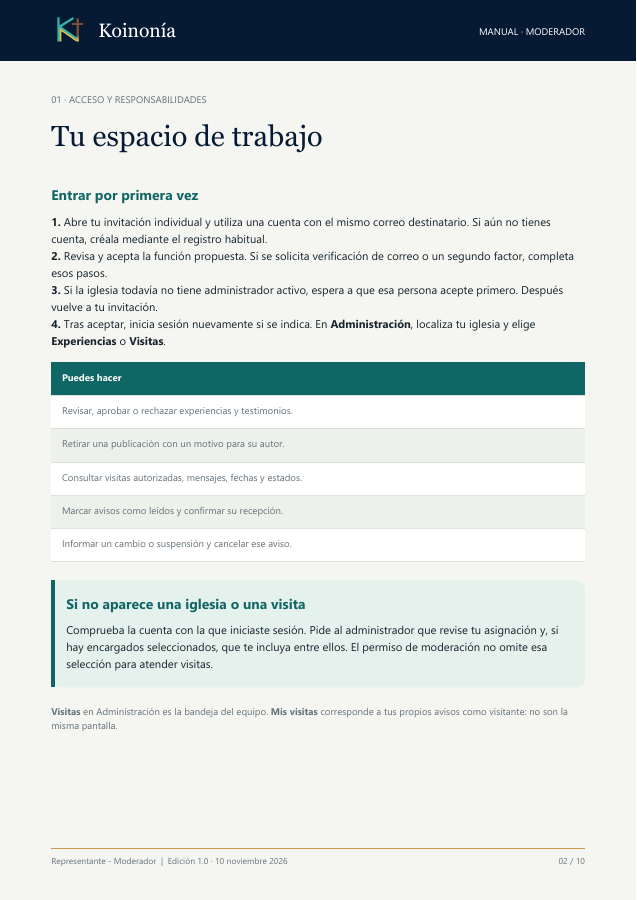 Koinonía
MANUAL · MODERADOR
01 · ACCESO Y RESPONSABILIDADES
Tu espacio de trabajo
Entrar por primera vez
1. Abre tu invitación individual y utiliza una cuenta con el mismo correo destinatario. Si aún no tienes
cuenta, créala mediante el registro habitual.
2. Revisa y acepta la función propuesta. Si se solicita verificación de correo o un segundo factor, completa
esos pasos.
3. Si la iglesia todavía no tiene administrador activo, espera a que esa persona acepte primero. Después
vuelve a tu invitación.
4. Tras aceptar, inicia sesión nuevamente si se indica. En Administración, localiza tu iglesia y elige
Experiencias o Visitas.
Puedes hacer
Revisar, aprobar o rechazar experiencias y testimonios.
Retirar una publicación con un motivo para su autor.
Consultar visitas autorizadas, mensajes, fechas y estados.
Marcar avisos como leídos y confirmar su recepción.
Informar un cambio o suspensión y cancelar ese aviso.
Si no aparece una iglesia o una visita
Comprueba la cuenta con la que iniciaste sesión. Pide al administrador que revise tu asignación y, si
hay encargados seleccionados, que te incluya entre ellos. El permiso de moderación no omite esa
selección para atender visitas.
Visitas en Administración es la bandeja del equipo. Mis visitas corresponde a tus propios avisos como visitante: no son la
misma pantalla.
Representante - Moderador | Edición 1.0 · 10 noviembre 2026
02 / 10